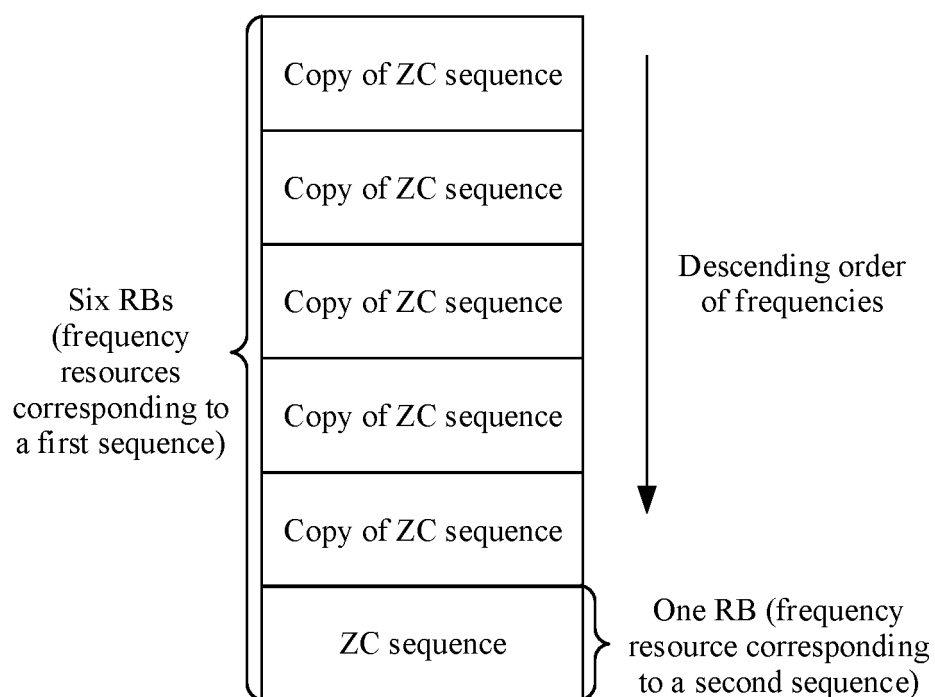 Copy of ZC sequence
Copy of ZC sequence
Copy of ZC sequence
Copy of ZC sequence
Copy of ZC sequence
ZC sequence
Six RBs
(frequency
resources
corresponding to
a first sequence)
Descending order
of frequencies
One RB (frequency
resource corresponding
to a second sequence)